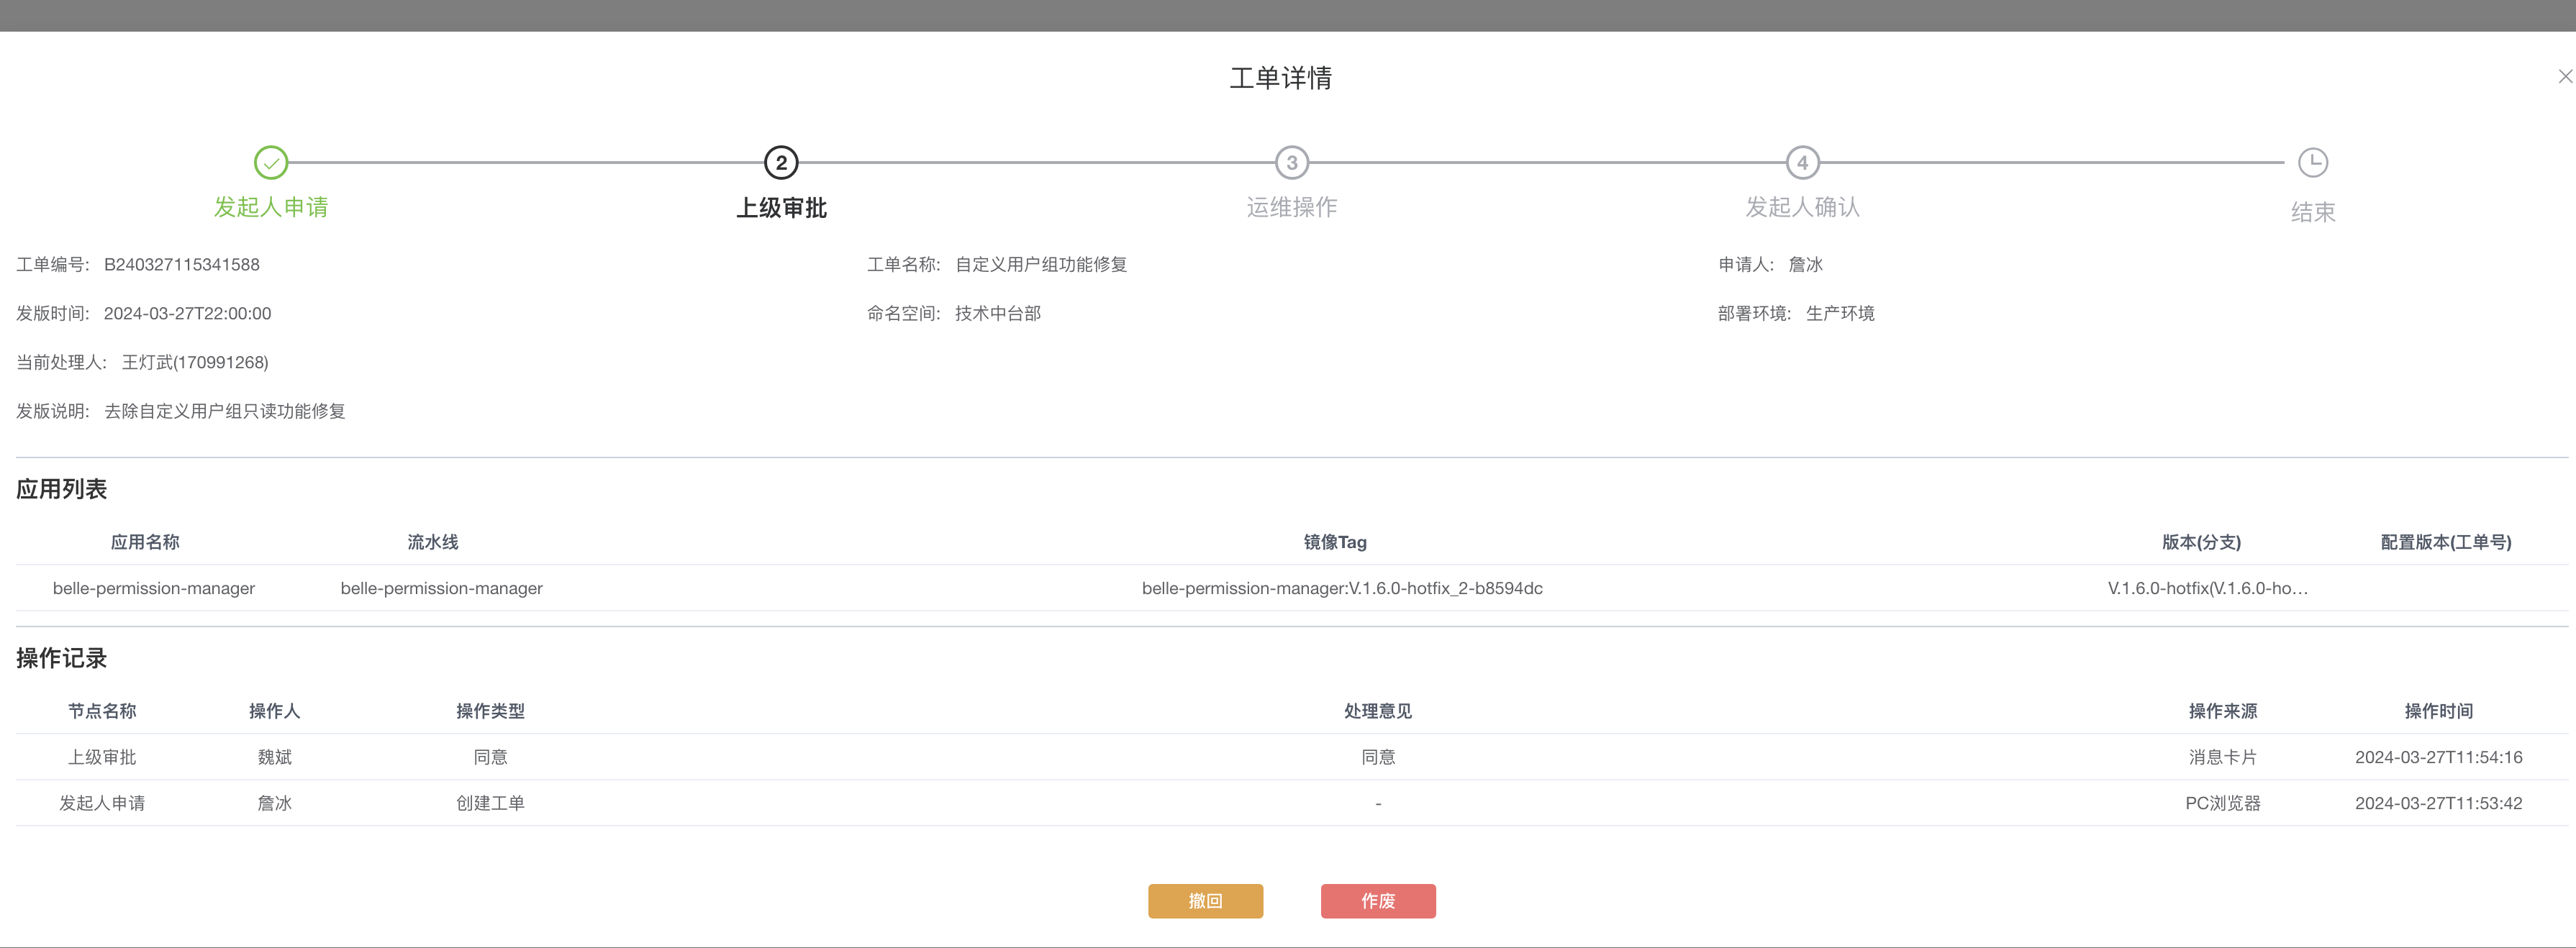 工单详情
2 3 4
发起人申请 上级审批 运维操作 发起人确认 结束
工单编号: B240327115341588 工单名称: 自定义用户组功能修复 申请人: 詹冰
发版时间: 2024-03-27T22:00:00 命名空间: 技术中台部 部署环境: 生产环境
当前处理人: 王灯武(170991268)
发版说明: 去除自定义用户组只读功能修复
应用列表
应用名称 流水线 镜像Tag 版本(分支) 配置版本(工单号)
belle-permission-manager belle-permission-manager belle-permission-manager:V.1.6.0-hotfix_2-b8594dc V.1.6.0-hotfix(V.1.6.0-ho...
操作记录
节点名称 操作人 操作类型 处理意见 操作来源 操作时间
上级审批 魏斌 同意 同意 消息卡片 2024-03-27T11:54:16
发起人申请 詹冰 创建工单 - PC浏览器 2024-03-27T11:53:42
撤回 作废